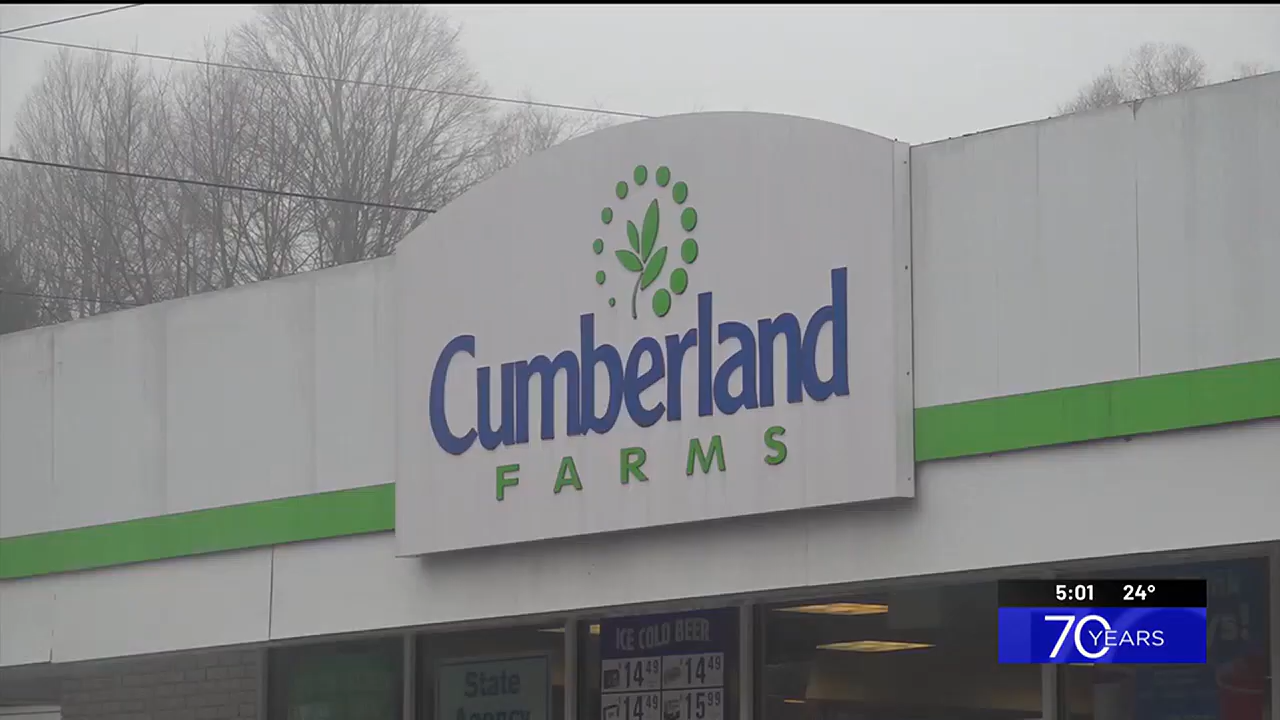 Cumberland
FARMS
5:01 24°
70 YEARS
ICE COLD BEER
14.49 14.49
14.49 15.99
State
Agency